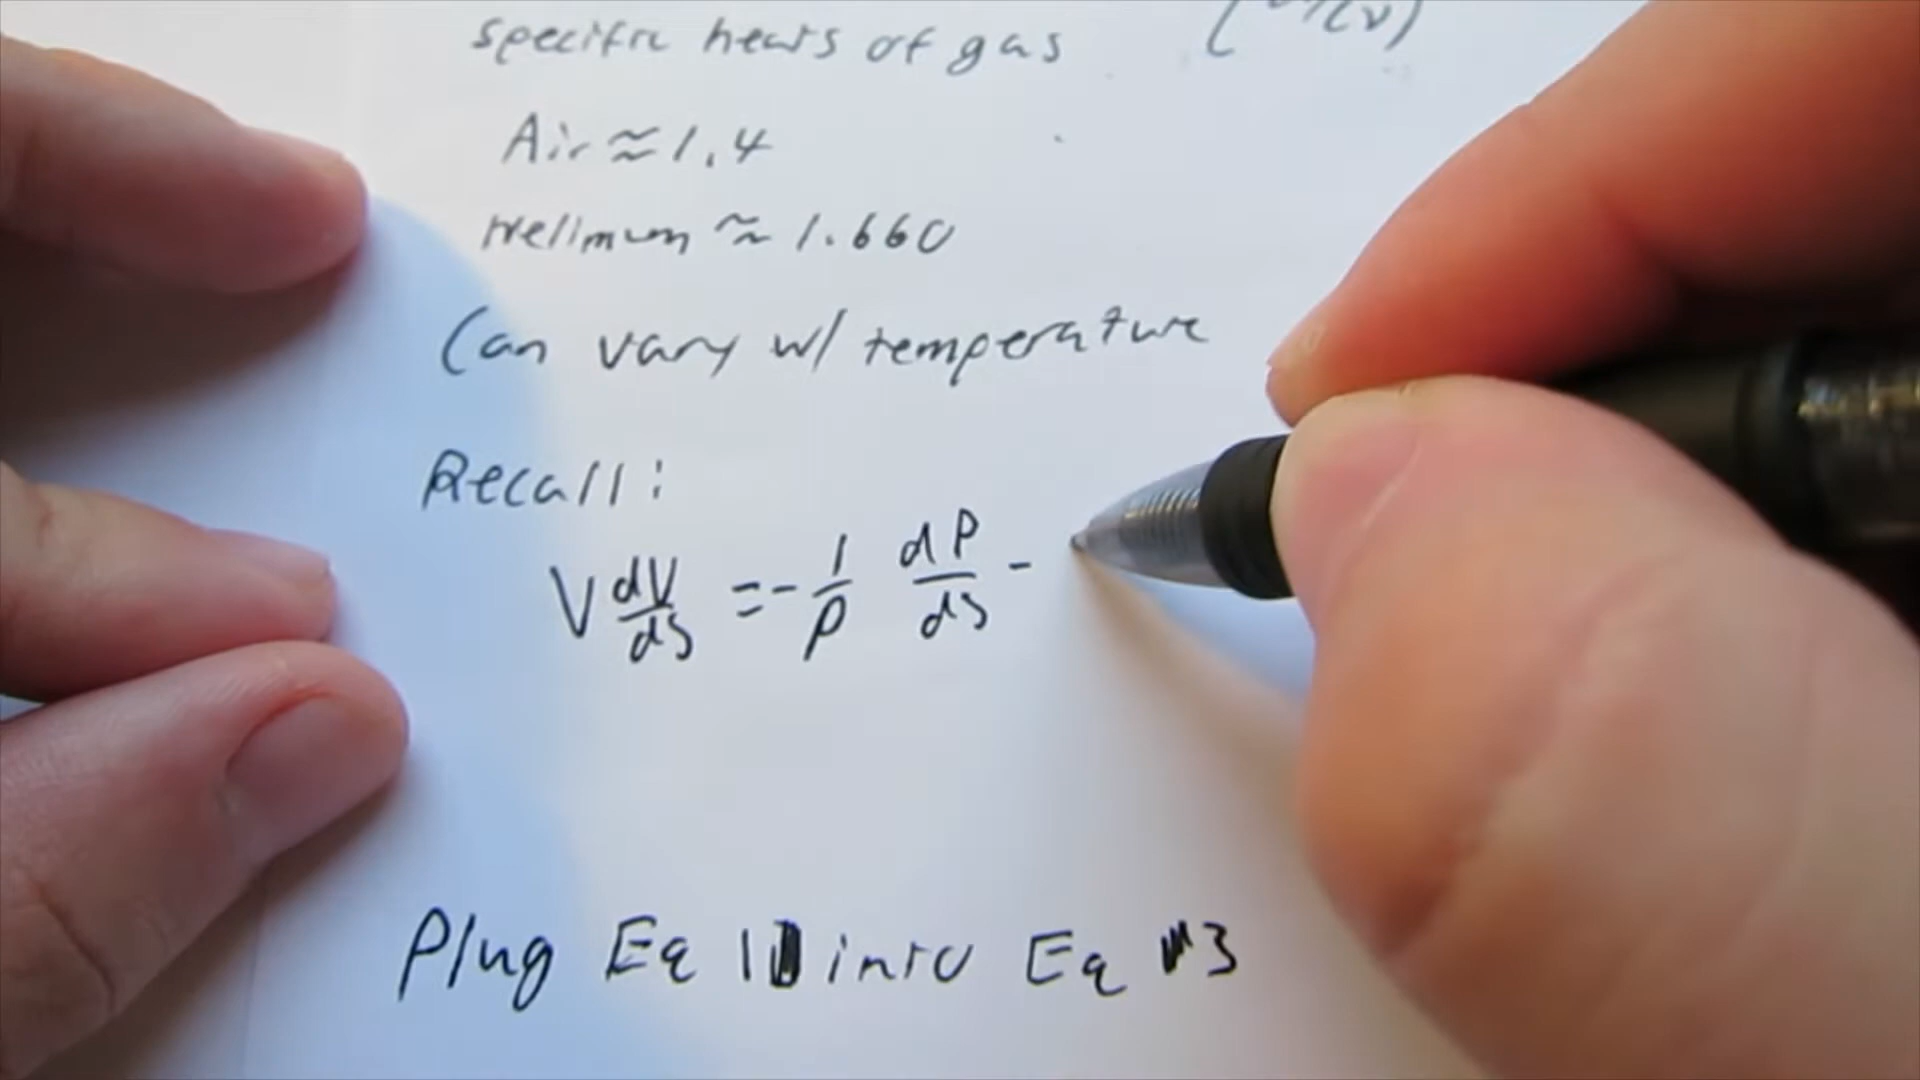 specific heats of gas
Air ≈ 1.4
≈ 1.660
Can vary w/ temperature
Recall:
V dV/ds = - 1/ρ dP/ds -
Plug Eq 1 into Eq 3